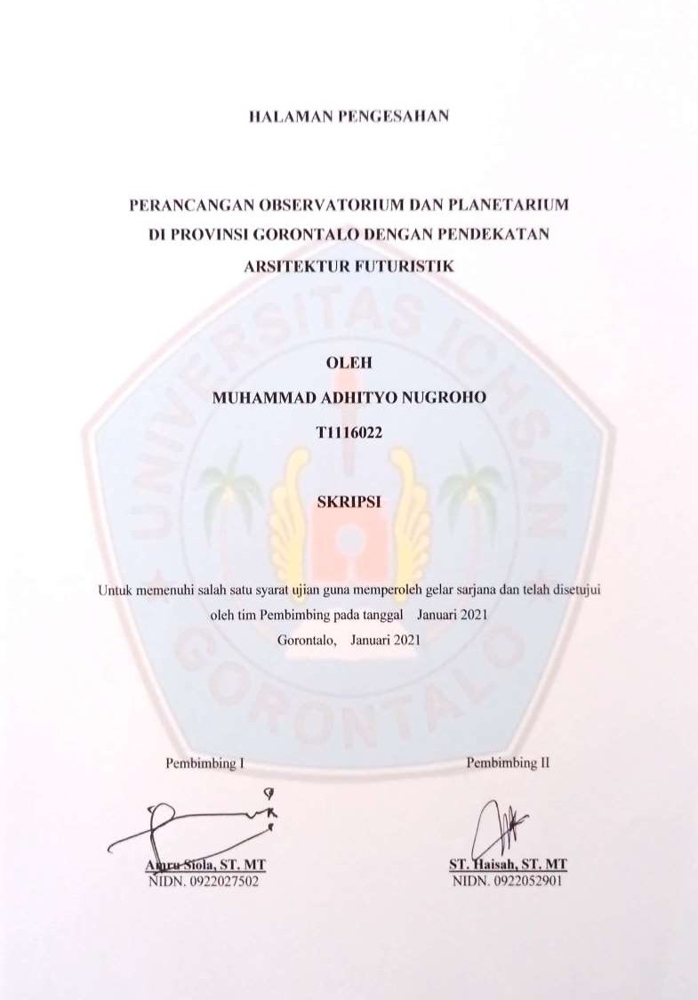 HALAMAN PENGESAHAN
PERANCANGAN OBSERVATORIUM DAN PLANETARIUM
DI PROVINSI GORONTALO DENGAN PENDEKATAN
ARSITEKTUR FUTURISTIK
UNIVERSITAS ICHSAN
GORONTALO
OLEH
MUHAMMAD ADHITYO NUGROHO
T1116022
SKRIPSI
Untuk memenuhi salah satu syarat ujian guna memperoleh gelar sarjana dan telah disetujui
oleh tim Pembimbing pada tanggal Januari 2021
Gorontalo, Januari 2021
Pembimbing I
Pembimbing II
Amru Siola, ST. MT
NIDN. 0922027502
ST. Haisah, ST. MT
NIDN. 0922052901